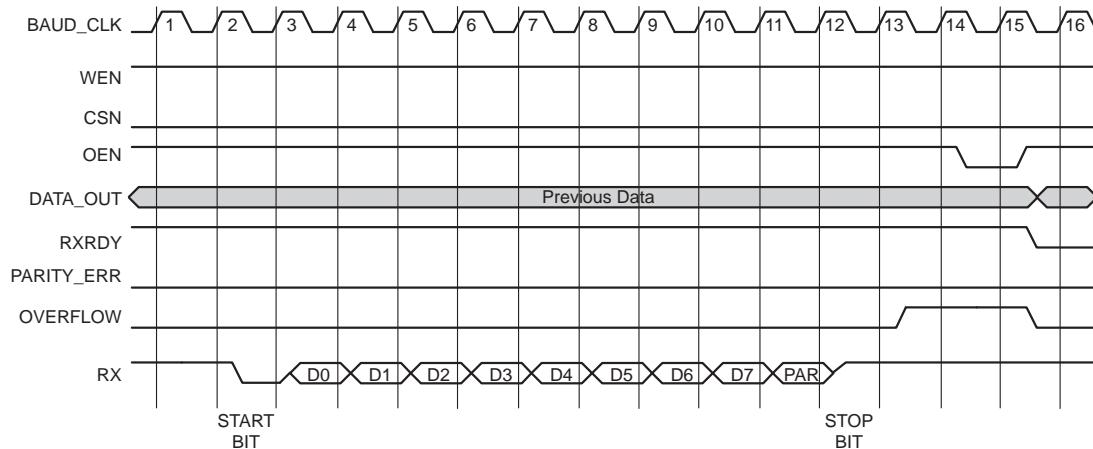 BAUD_CLK 1 2 3 4 5 6 7 8 9 10 11 12 13 14 15 16
WEN
CSN
OEN
DATA_OUT Previous Data
RXRDY
PARITY_ERR
OVERFLOW
RX D0 D1 D2 D3 D4 D5 D6 D7 PAR
START STOP
BIT BIT